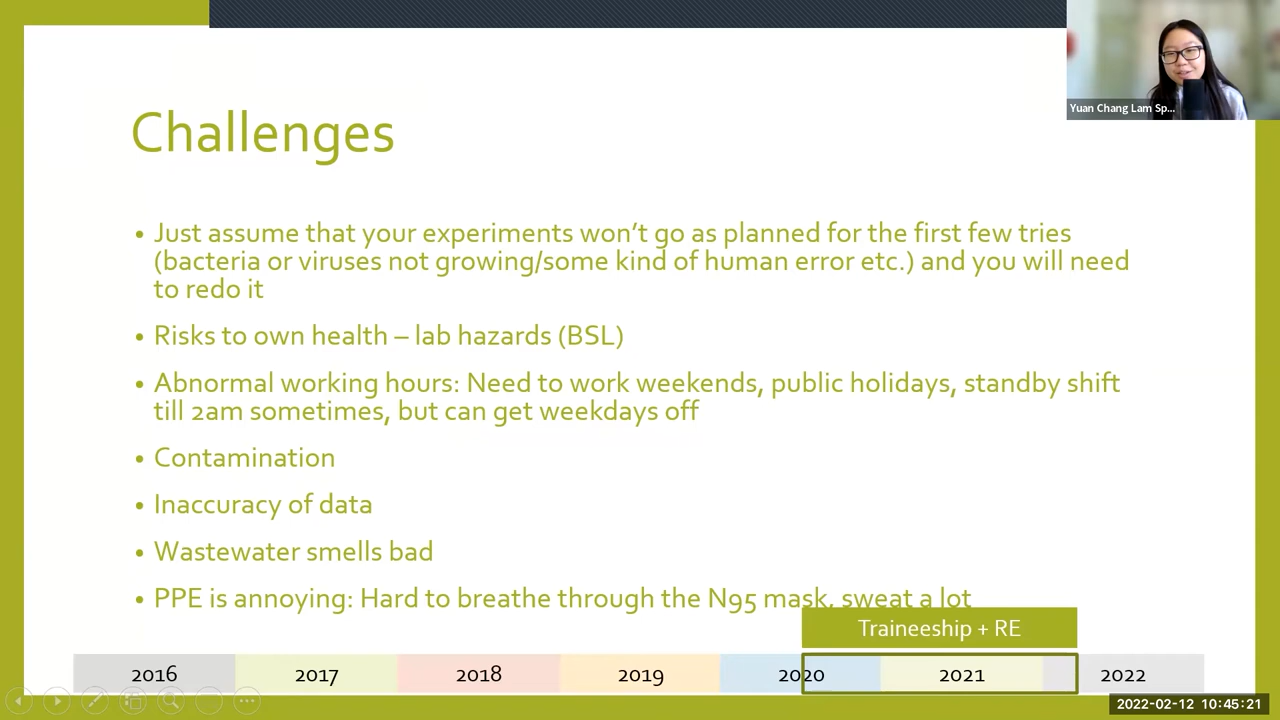 Yuan Chang Lam Sp...
Challenges
• Just assume that your experiments won’t go as planned for the first few tries
(bacteria or viruses not growing/some kind of human error etc.) and you will need
to redo it
• Risks to own health – lab hazards (BSL)
• Abnormal working hours: Need to work weekends, public holidays, standby shift
till 2am sometimes, but can get weekdays off
• Contamination
• Inaccuracy of data
• Wastewater smells bad
• PPE is annoying: Hard to breathe through the N95 mask, sweat a lot
Traineeship + RE
2016 2017 2018 2019 2020 2021 2022
2022-02-12 10:45:21